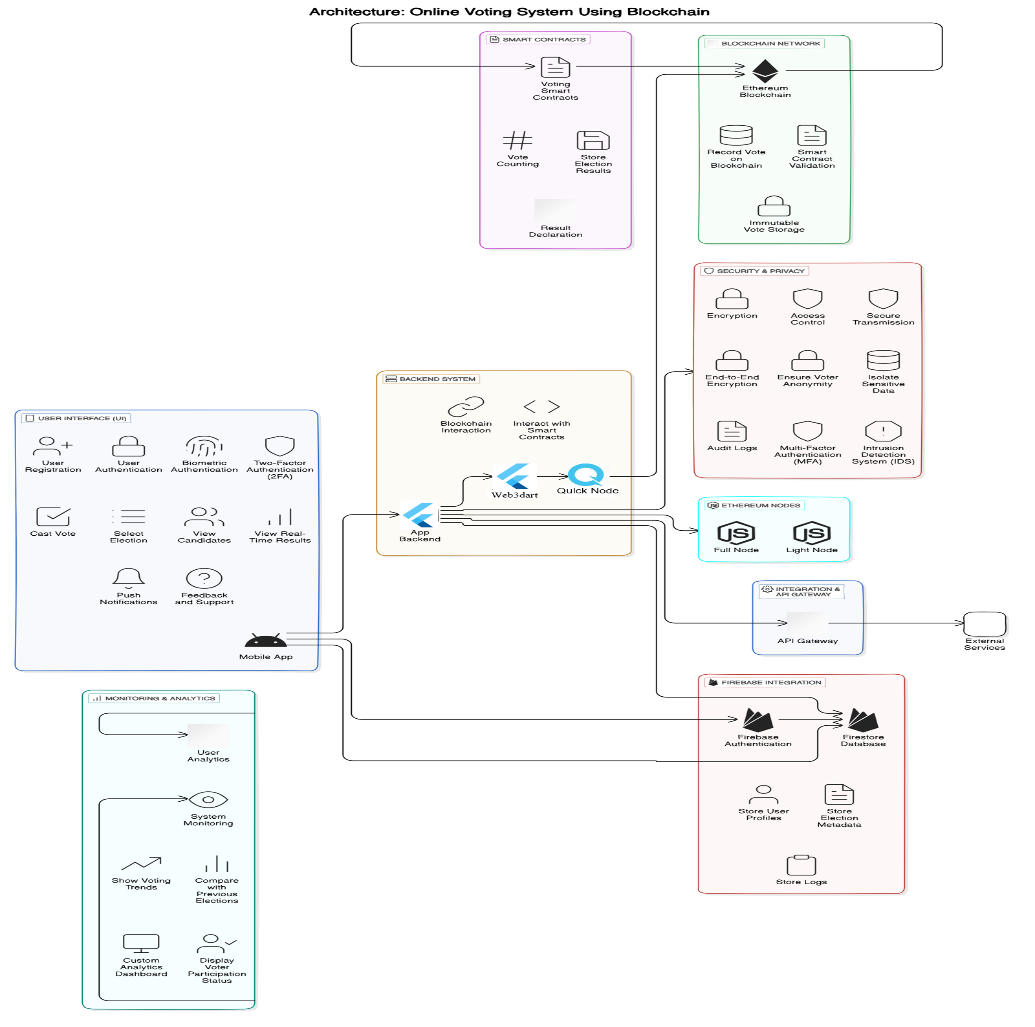 Architecture: Online Voting System Using Blockchain
SMART CONTRACTS
Voting
Smart
Contracts
Vote
Counting
Store
Election
Results
Result
Declaration
BLOCKCHAIN NETWORK
Ethereum
Blockchain
Record Vote
on
Blockchain
Smart
Contract
Validation
Immutable
Vote Storage
SECURITY & PRIVACY
Encryption
Access
Control
Secure
Transmission
End-to-End
Encryption
Ensure Voter
Anonymity
Isolate
Sensitive
Data
Audit Logs
Multi-Factor
Authentication
(MFA)
Intrusion
Detection
System (IDS)
BACKEND SYSTEM
Blockchain
Interaction
Interact with
Smart
Contracts
Web3dart
Quick Node
App
Backend
USER INTERFACE (UI)
User
Registration
User
Authentication
Biometric
Authentication
Two-Factor
Authentication
(2FA)
Cast Vote
Select
Election
View
Candidates
View Real-
Time Results
Push
Notifications
Feedback
and Support
Mobile App
ETHEREUM NODES
Full Node
Light Node
INTEGRATION &
API GATEWAY
API Gateway
External
Services
FIREBASE INTEGRATION
Firebase
Authentication
Firestore
Database
Store User
Profiles
Store
Election
Metadata
Store Logs
MONITORING & ANALYTICS
User
Analytics
System
Monitoring
Show Voting
Trends
Compare
with
Previous
Elections
Custom
Analytics
Dashboard
Display
Voter
Participation
Status